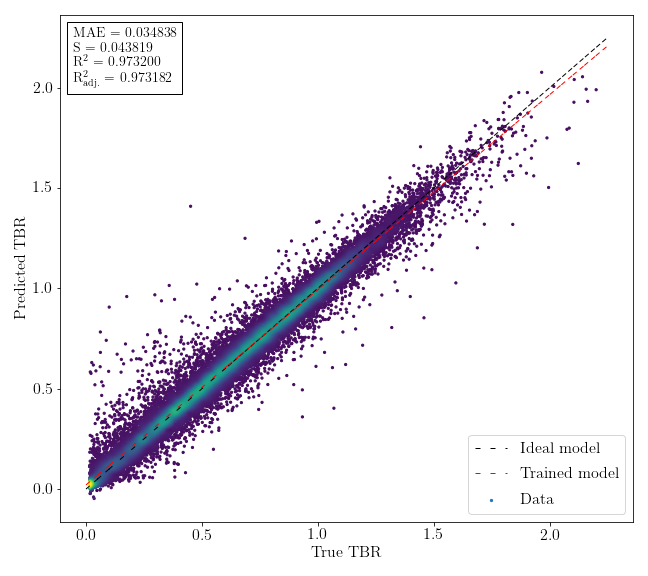 MAE = 0.034838
S = 0.043819
R² = 0.973200
R²adj. = 0.973182
2.0
1.5
1.0
0.5
0.0
Predicted TBR
Ideal model
Trained model
Data
0.0 0.5 1.0 1.5 2.0
True TBR